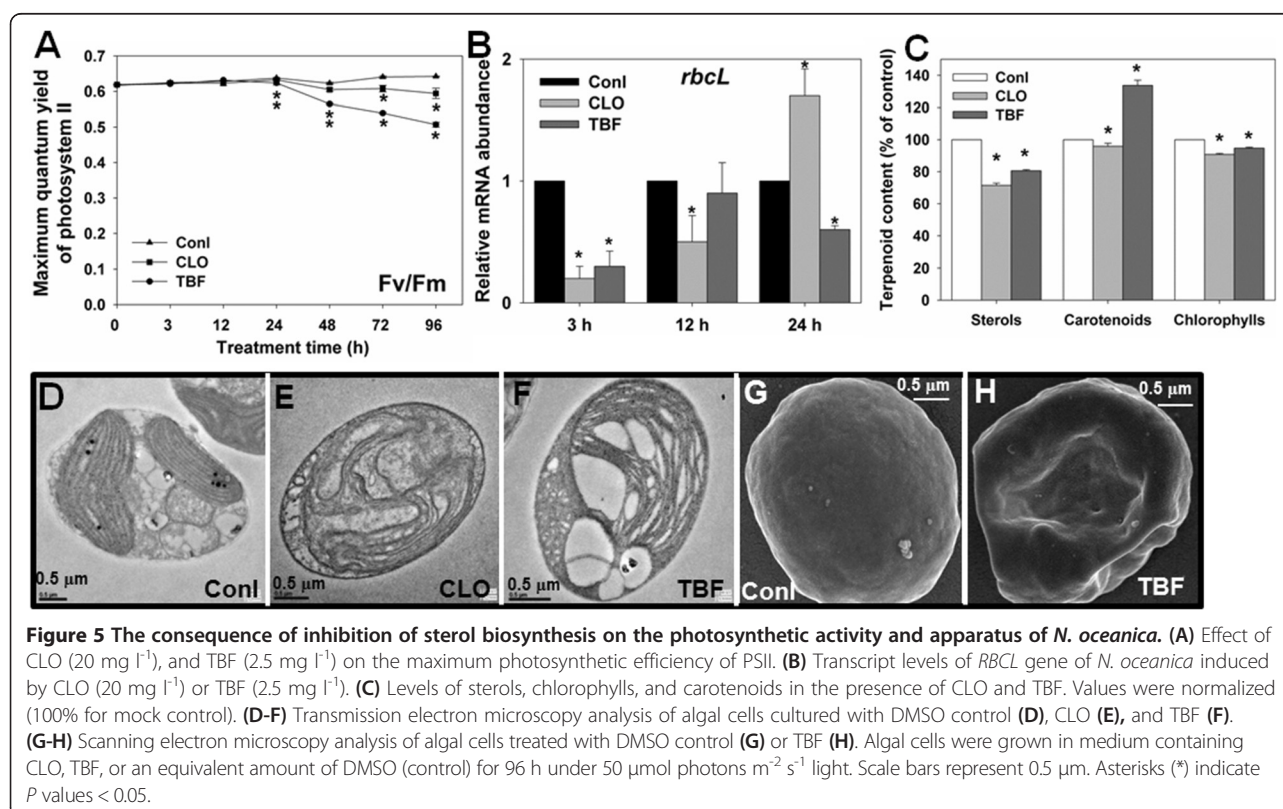 A
Maximum quantum yield
of photosystem II
0.7
0.6
0.5
0.4
0.3
0.2
0.1
0.0
ConI
CLO
TBF
Fv/Fm
* * * * * * * *
0 3 12 24 48 72 96
Treatment time (h)
B
Relative mRNA abundance
2
1
0
ConI
CLO
TBF
rbcL
* * * * *
3 h 12 h 24 h
C
Terpenoid content (% of control)
140
120
100
80
60
40
20
0
ConI
CLO
TBF
* * * * * *
Sterols Carotenoids Chlorophylls
D
0.5 μm
ConI
E
0.5 μm
CLO
F
0.5 μm
TBF
G
0.5 μm
ConI
H
0.5 μm
TBF
Figure 5 The consequence of inhibition of sterol biosynthesis on the photosynthetic activity and apparatus of N. oceanica. (A) Effect of
CLO (20 mg l⁻¹), and TBF (2.5 mg l⁻¹) on the maximum photosynthetic efficiency of PSII. (B) Transcript levels of RBCL gene of N. oceanica induced
by CLO (20 mg l⁻¹) or TBF (2.5 mg l⁻¹). (C) Levels of sterols, chlorophylls, and carotenoids in the presence of CLO and TBF. Values were normalized
(100% for mock control). (D-F) Transmission electron microscopy analysis of algal cells cultured with DMSO control (D), CLO (E), and TBF (F).
(G-H) Scanning electron microscopy analysis of algal cells treated with DMSO control (G) or TBF (H). Algal cells were grown in medium containing
CLO, TBF, or an equivalent amount of DMSO (control) for 96 h under 50 μmol photons m⁻² s⁻¹ light. Scale bars represent 0.5 μm. Asterisks (*) indicate
P values < 0.05.